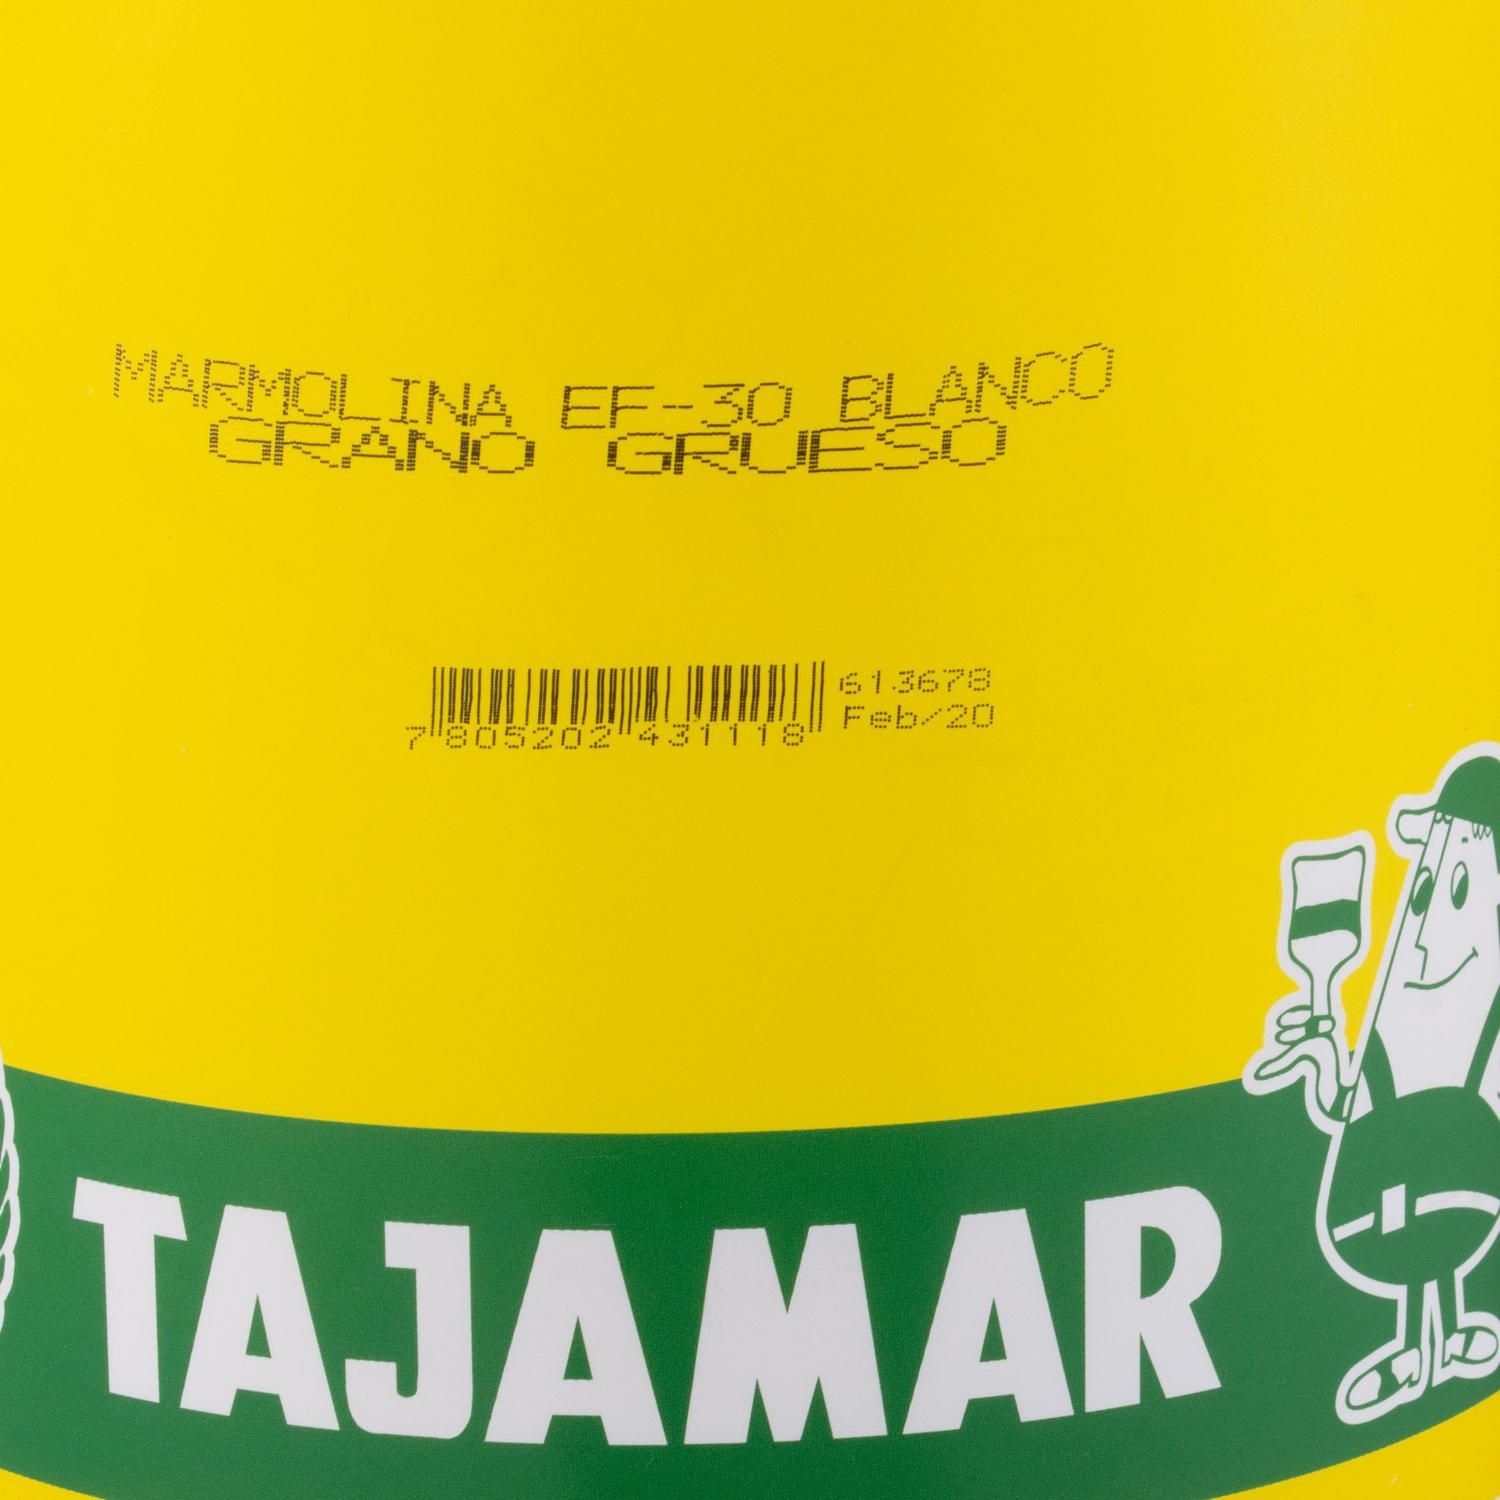 MARMOLINA EF-30 BLANCO
GRANO GRUESO
613678
7 805202 431118 Feb/20
TAJAMAR